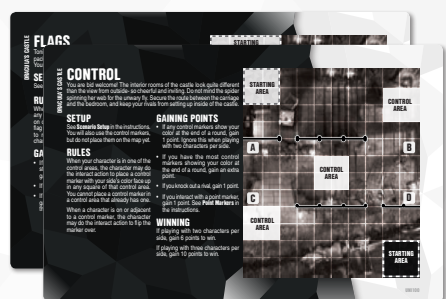 DRACULA'S CASTLE
FLAGS
STARTING
DRACULA'S CASTLE
CONTROL
You are bid welcome! The interior rooms of the castle look quite different
than the view from outside- so cheerful and inviting. Do not mind the spider
spinning her web for the unwary fly. Secure the route between the carriage
and the bedroom, and keep your rivals from setting up inside of the castle.
SETUP
See Scenario Setup in the instructions.
You will also use the control markers,
but do not place them on the map yet.
RULES
When your character is in one of the
control areas, the character may do
the interact action to place a control
marker with your side's color face-up
in any square of that control area.
You cannot place a control marker in
a control area that already has one.
When a character is on or adjacent
to a control marker, the character
may do the interact action to flip the
marker over.
GAINING POINTS
• If any control markers show your
color at the end of a round, gain
1 point. Ignore this when playing
with two characters per side.
• If you have the most control
markers showing your color at
the end of a round, gain an extra
point.
• If you knock out a rival, gain 1 point.
• If you interact with a point marker,
gain 1 point. See Point Markers in
the instructions.
WINNING
If playing with two characters per
side, gain 6 points to win.
If playing with three characters per
side, gain 10 points to win.
STARTING
AREA
CONTROL
AREA
A
B
CONTROL
AREA
C
D
CONTROL
AREA
STARTING
AREA